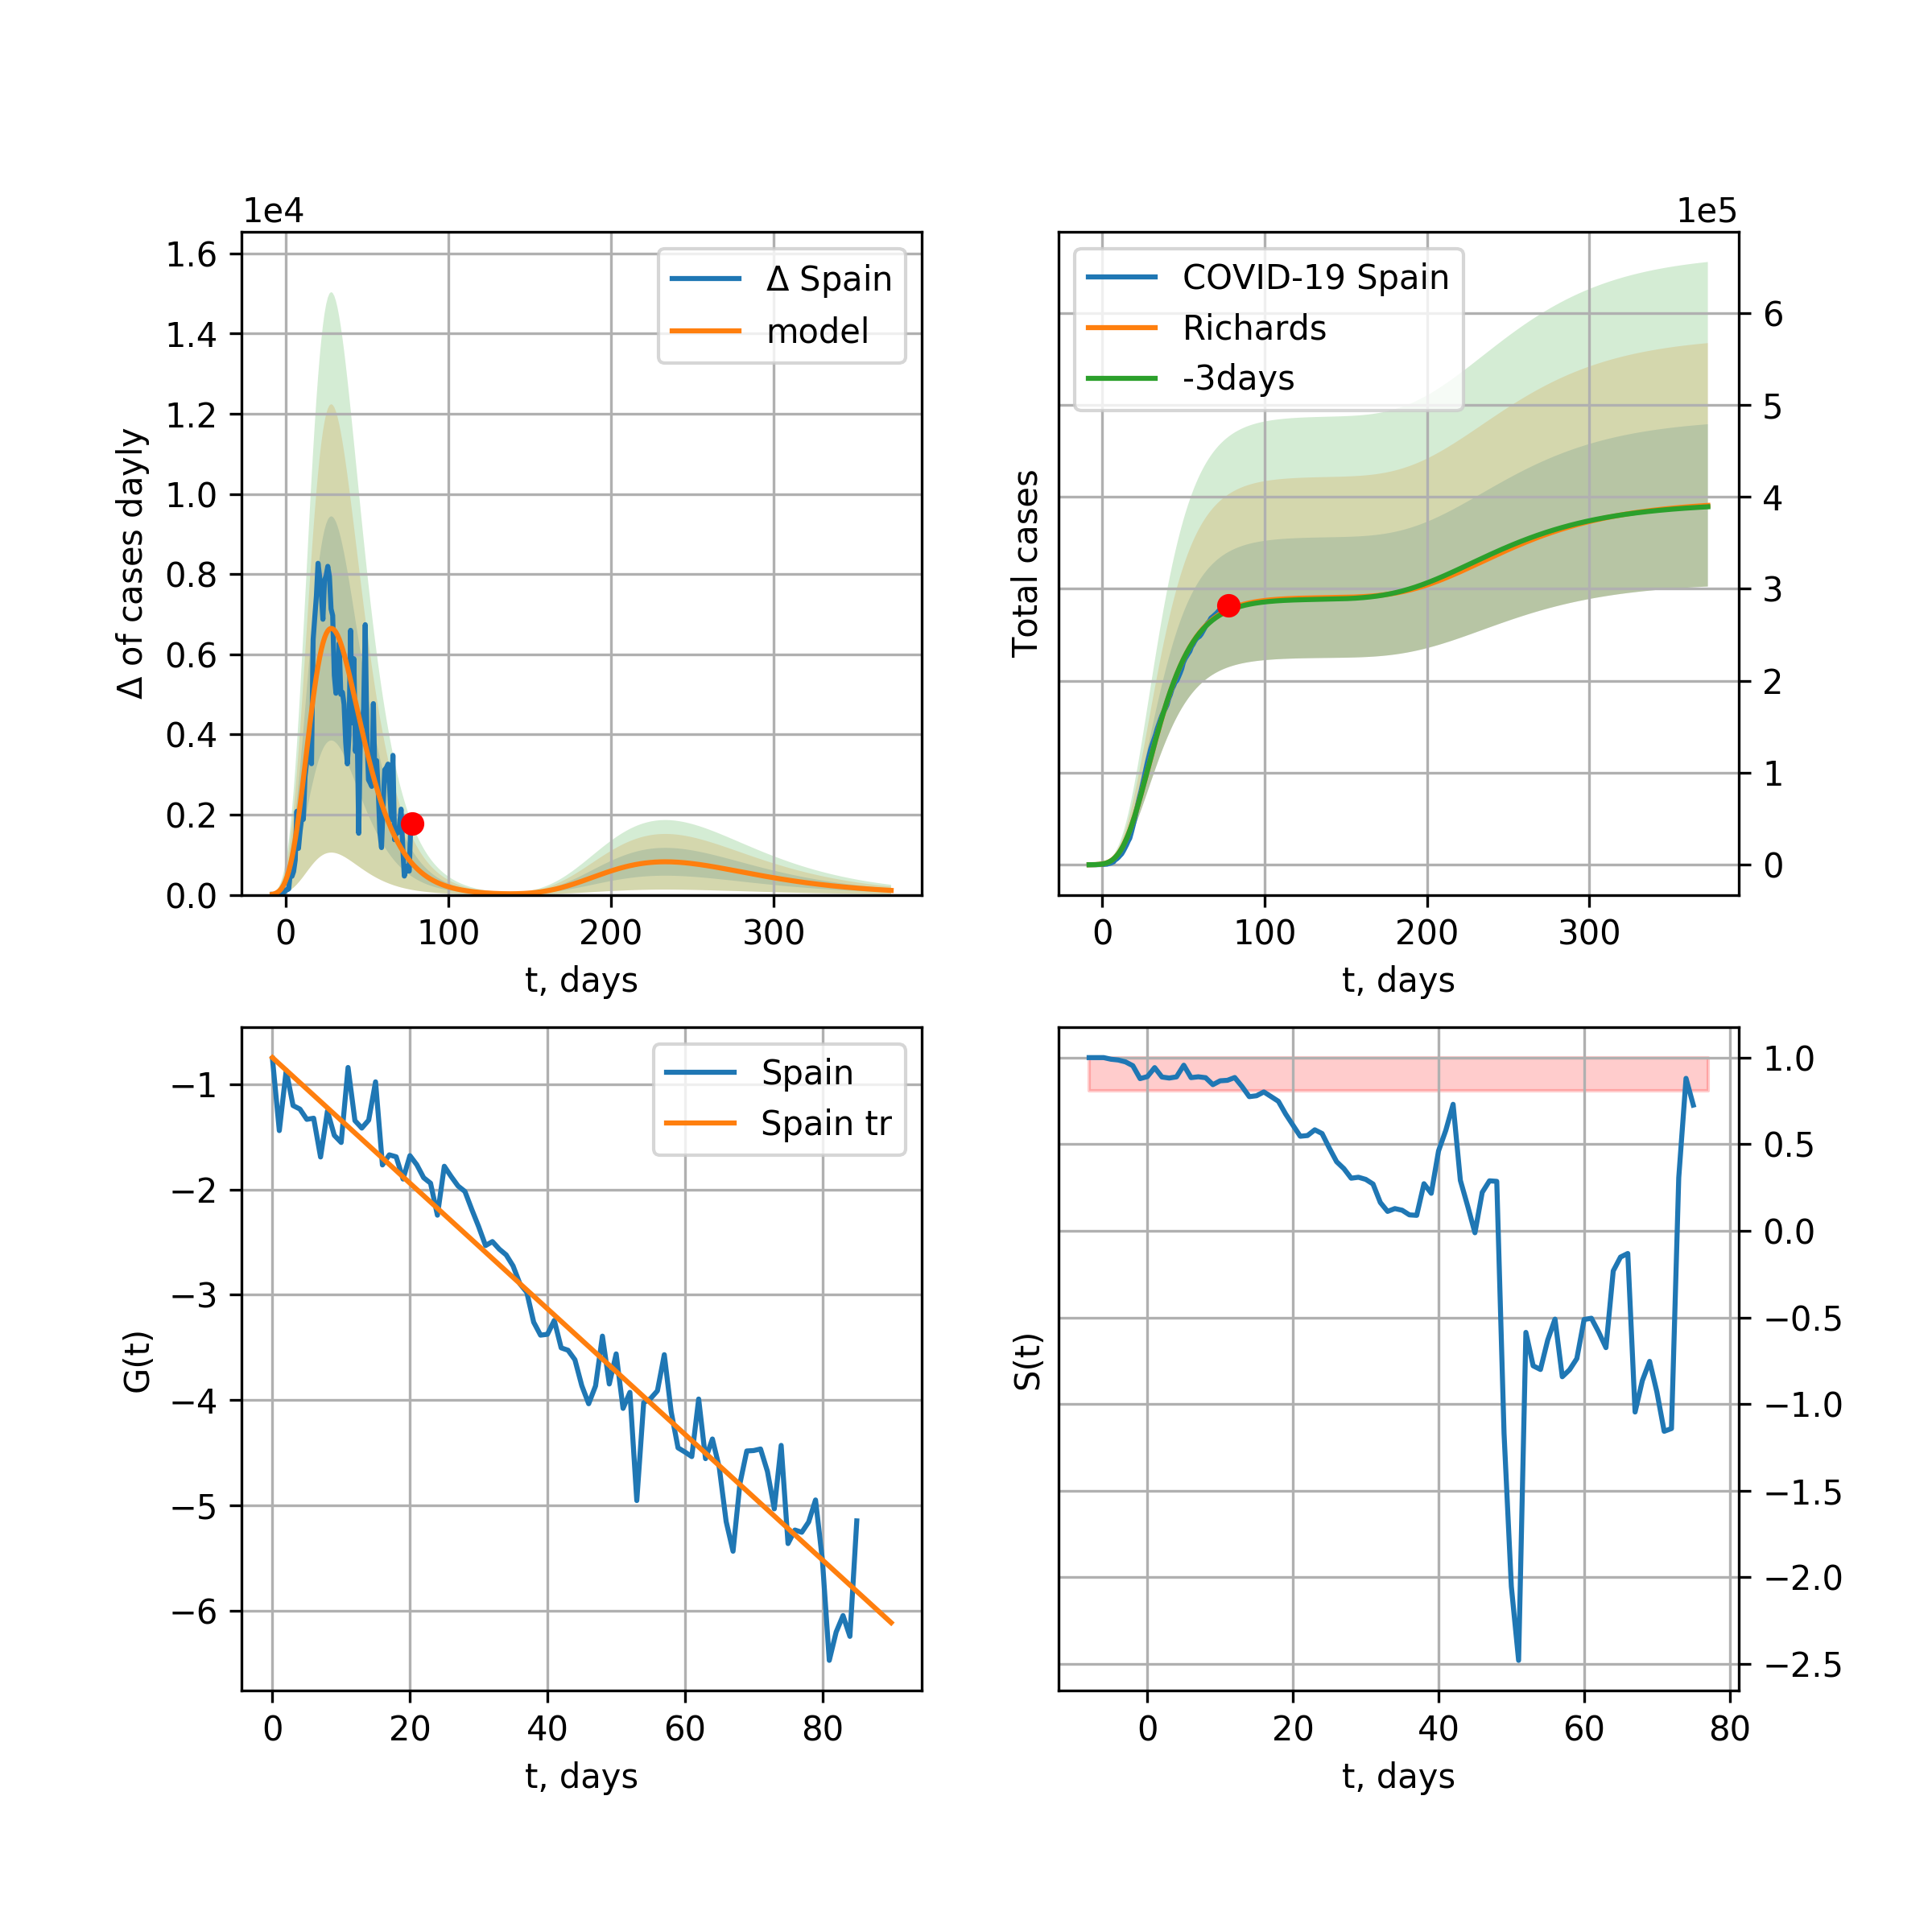 1e4
1.6
1.4
1.2
1.0
0.8
0.6
0.4
0.2
0.0
Δ of cases dayly
Δ Spain
model
0 100 200 300
t, days
1e5
COVID-19 Spain
Richards
-3days
Total cases
6
5
4
3
2
1
0
0 100 200 300
t, days
Spain
Spain tr
−1
−2
−3
−4
−5
−6
G(t)
0 20 40 60 80
t, days
S(t)
1.0
0.5
0.0
−0.5
−1.0
−1.5
−2.0
−2.5
0 20 40 60 80
t, days